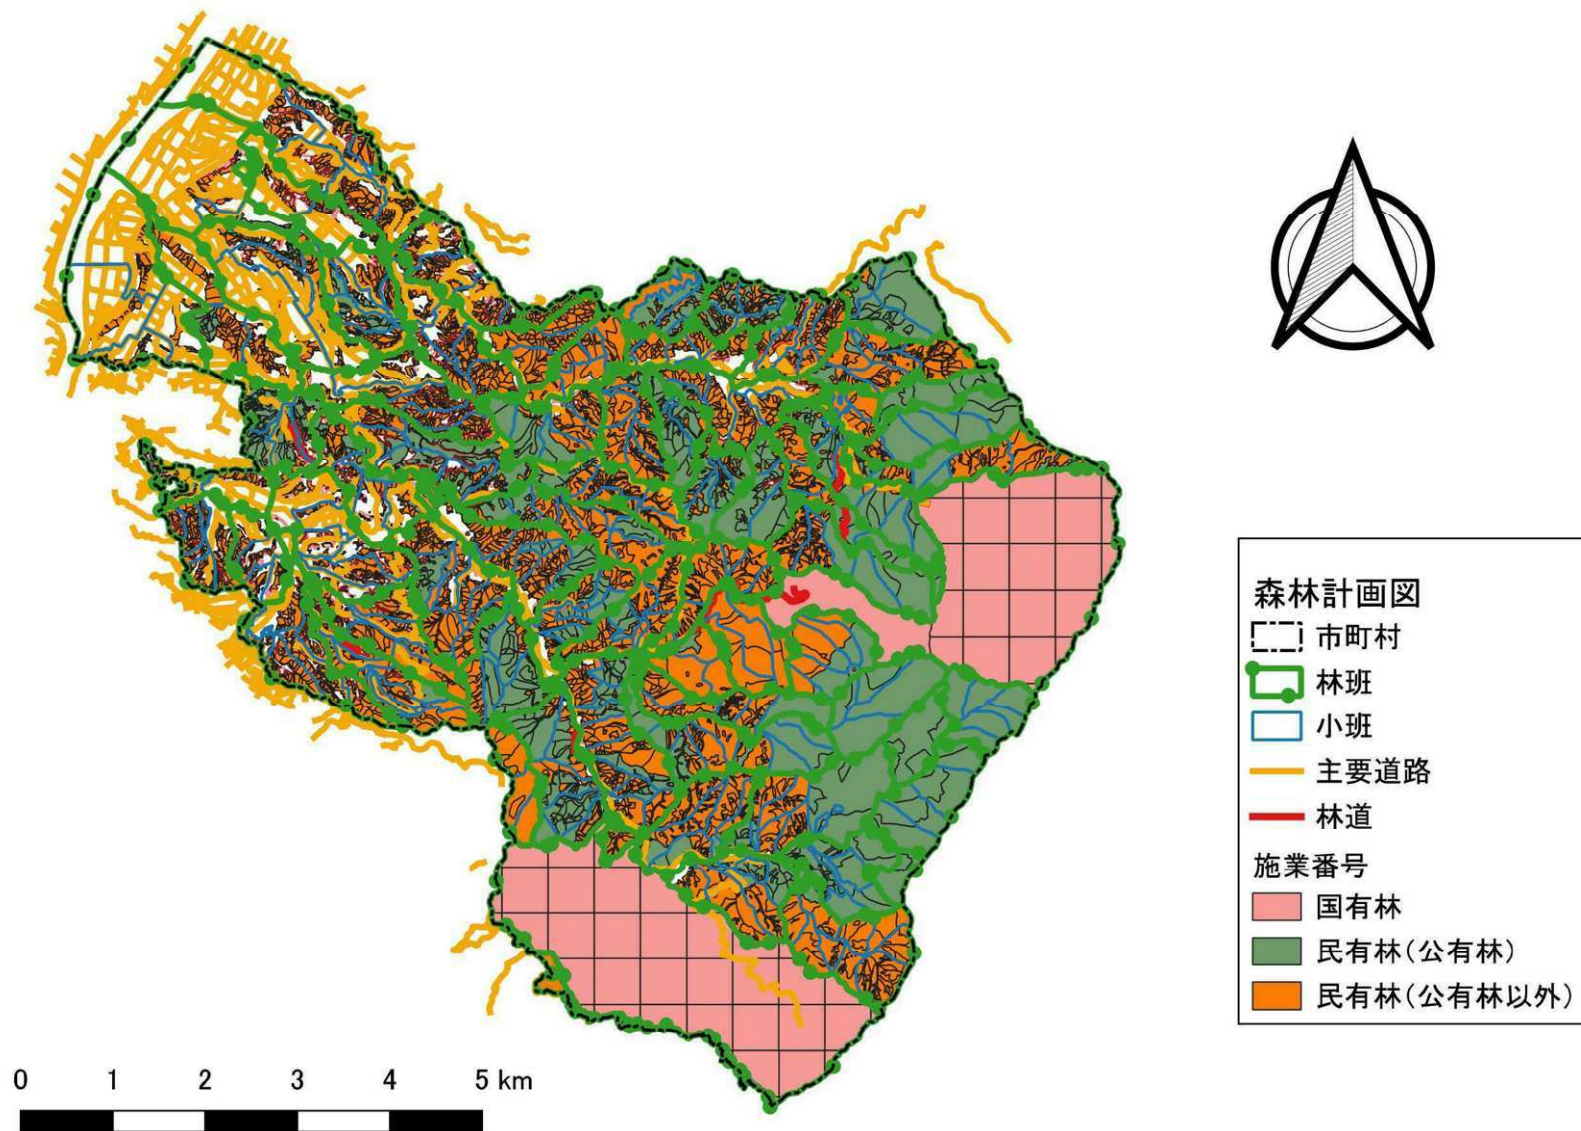 森林計画図
市町村
林班
小班
主要道路
林道
施業番号
国有林
民有林(公有林)
民有林(公有林以外)
0 1 2 3 4 5 km